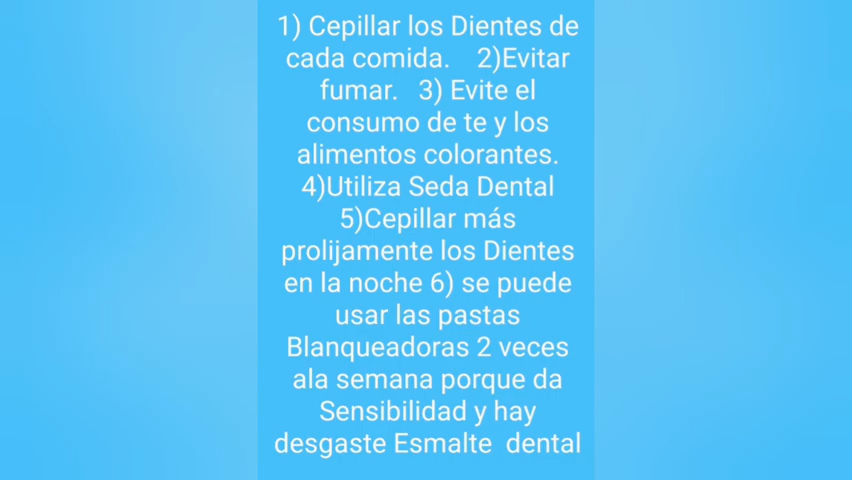 1) Cepillar los Dientes de
cada comida.    2)Evitar
fumar.   3) Evite el
consumo de te y los
alimentos colorantes.
4)Utiliza Seda Dental
5)Cepillar más
prolijamente los Dientes
en la noche 6) se puede
usar las pastas
Blanqueadoras 2 veces
ala semana porque da
Sensibilidad y hay
desgaste Esmalte  dental